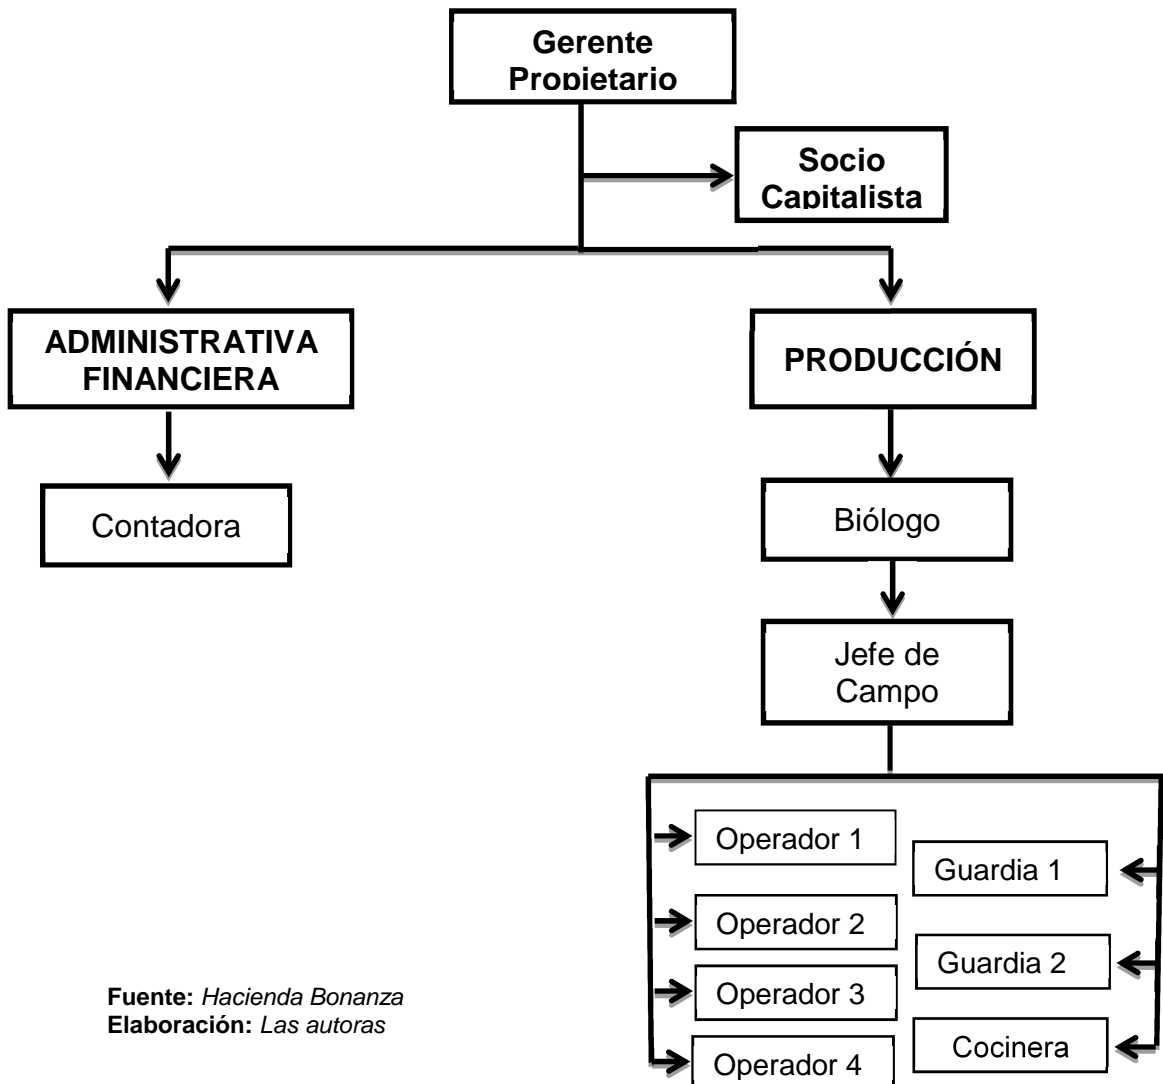 Gerente
Propietario
Socio
Capitalista
ADMINISTRATIVA
FINANCIERA
PRODUCCIÓN
Contadora
Biólogo
Jefe de
Campo
Operador 1
Guardia 1
Operador 2
Guardia 2
Operador 3
Cocinera
Operador 4
Fuente: Hacienda Bonanza
Elaboración: Las autoras